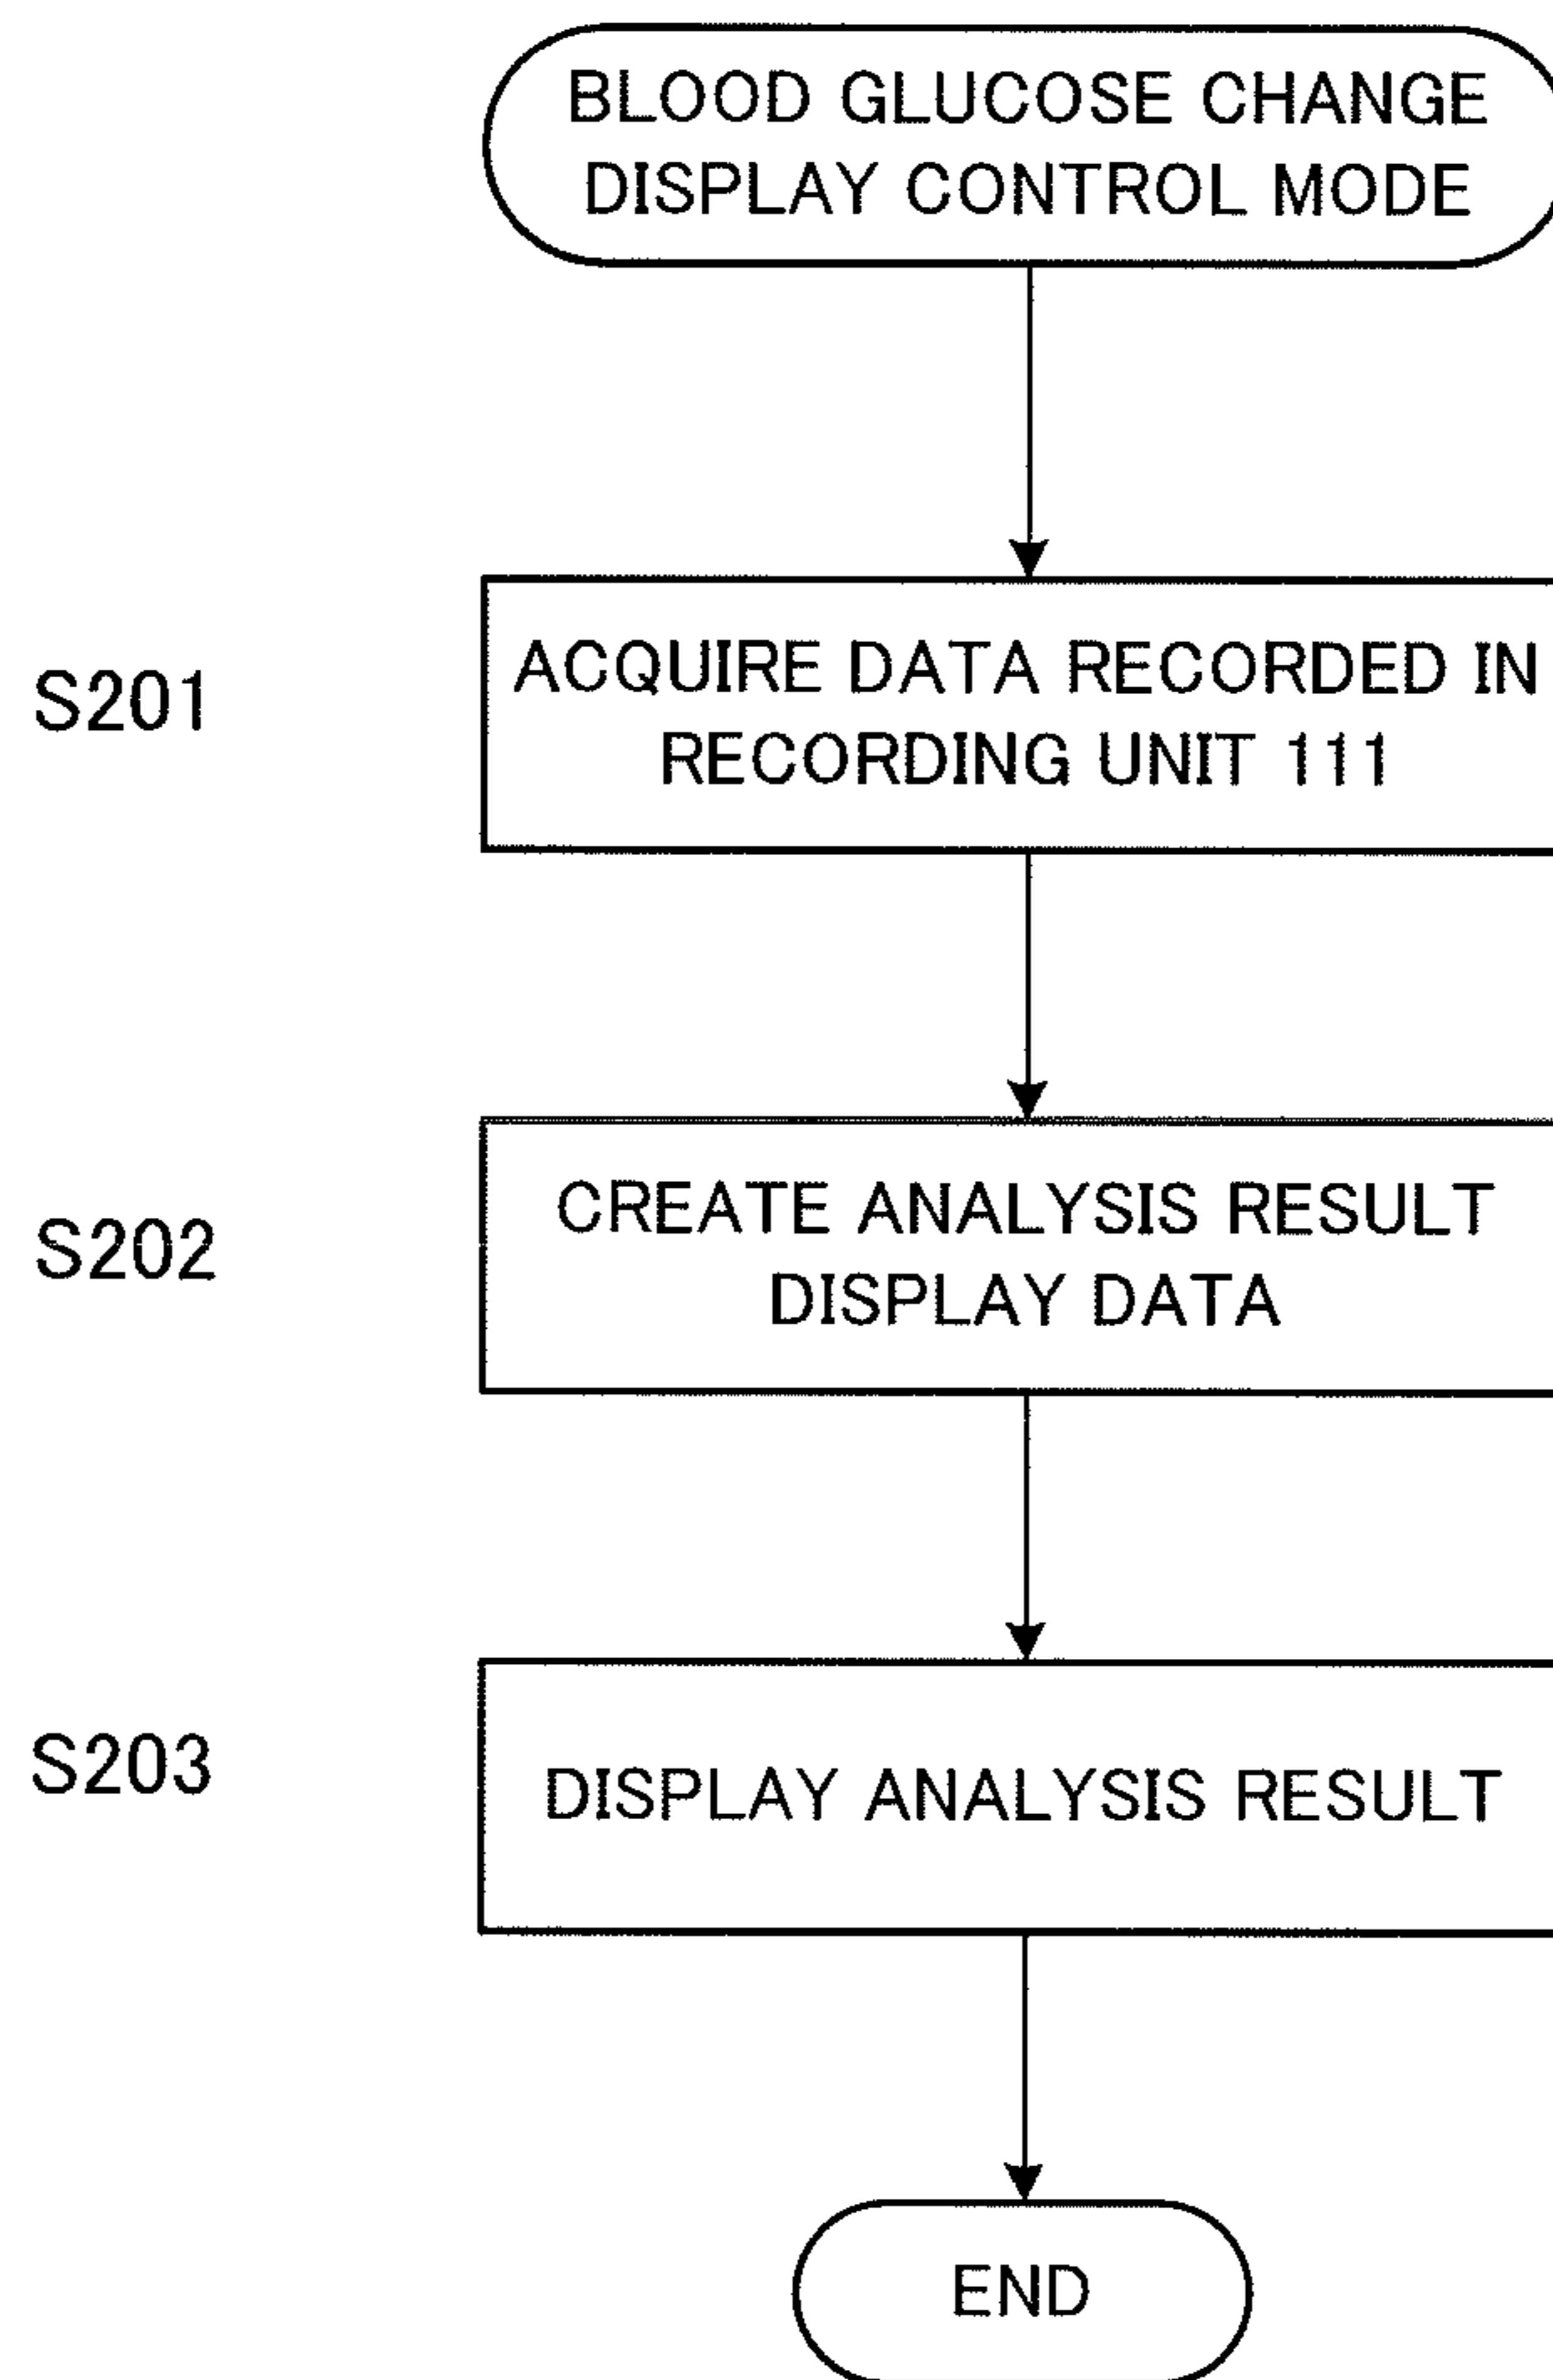 BLOOD GLUCOSE CHANGE
DISPLAY CONTROL MODE
S201
ACQUIRE DATA RECORDED IN
RECORDING UNIT 111
S202
CREATE ANALYSIS RESULT
DISPLAY DATA
S203
DISPLAY ANALYSIS RESULT
END